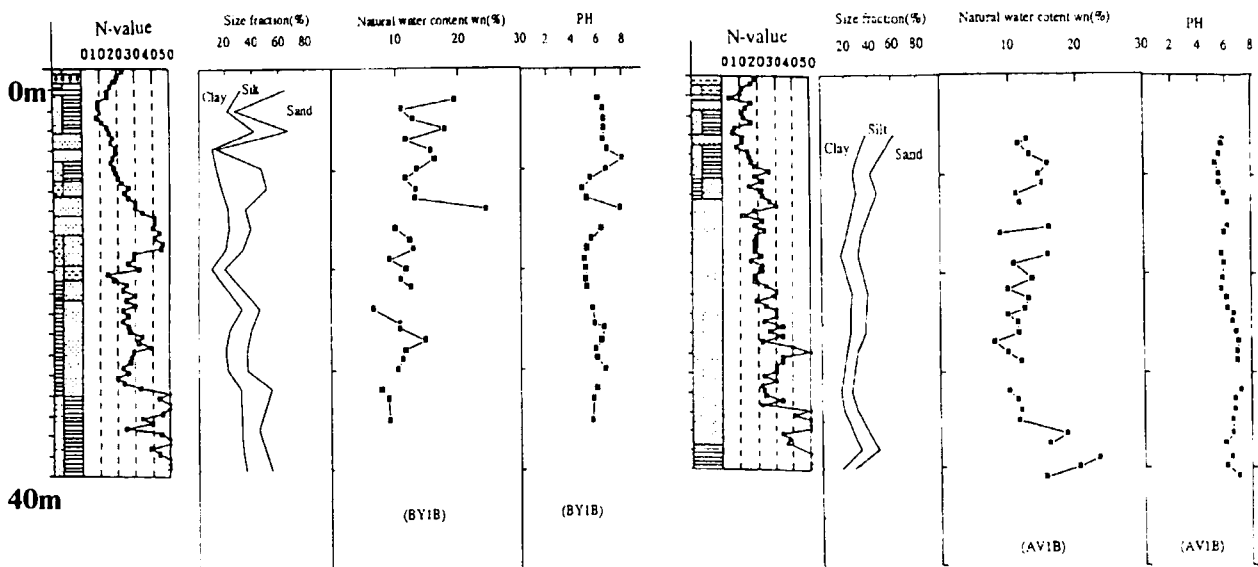 Size fraction(%) Natural water comtent wn(%) PH
N-value 20 40 60 80 10 20 30 2 4 6 8
01020304050
0m
Clay Silt Sand
40m
(BY1B) (BY1B)
Size fraction(%) Natural water cotent wn(%) PH
N-value 20 40 60 80 10 20 30 2 4 6 8
01020304050
Silt
Clay Sand
(AV1B) (AV1B)